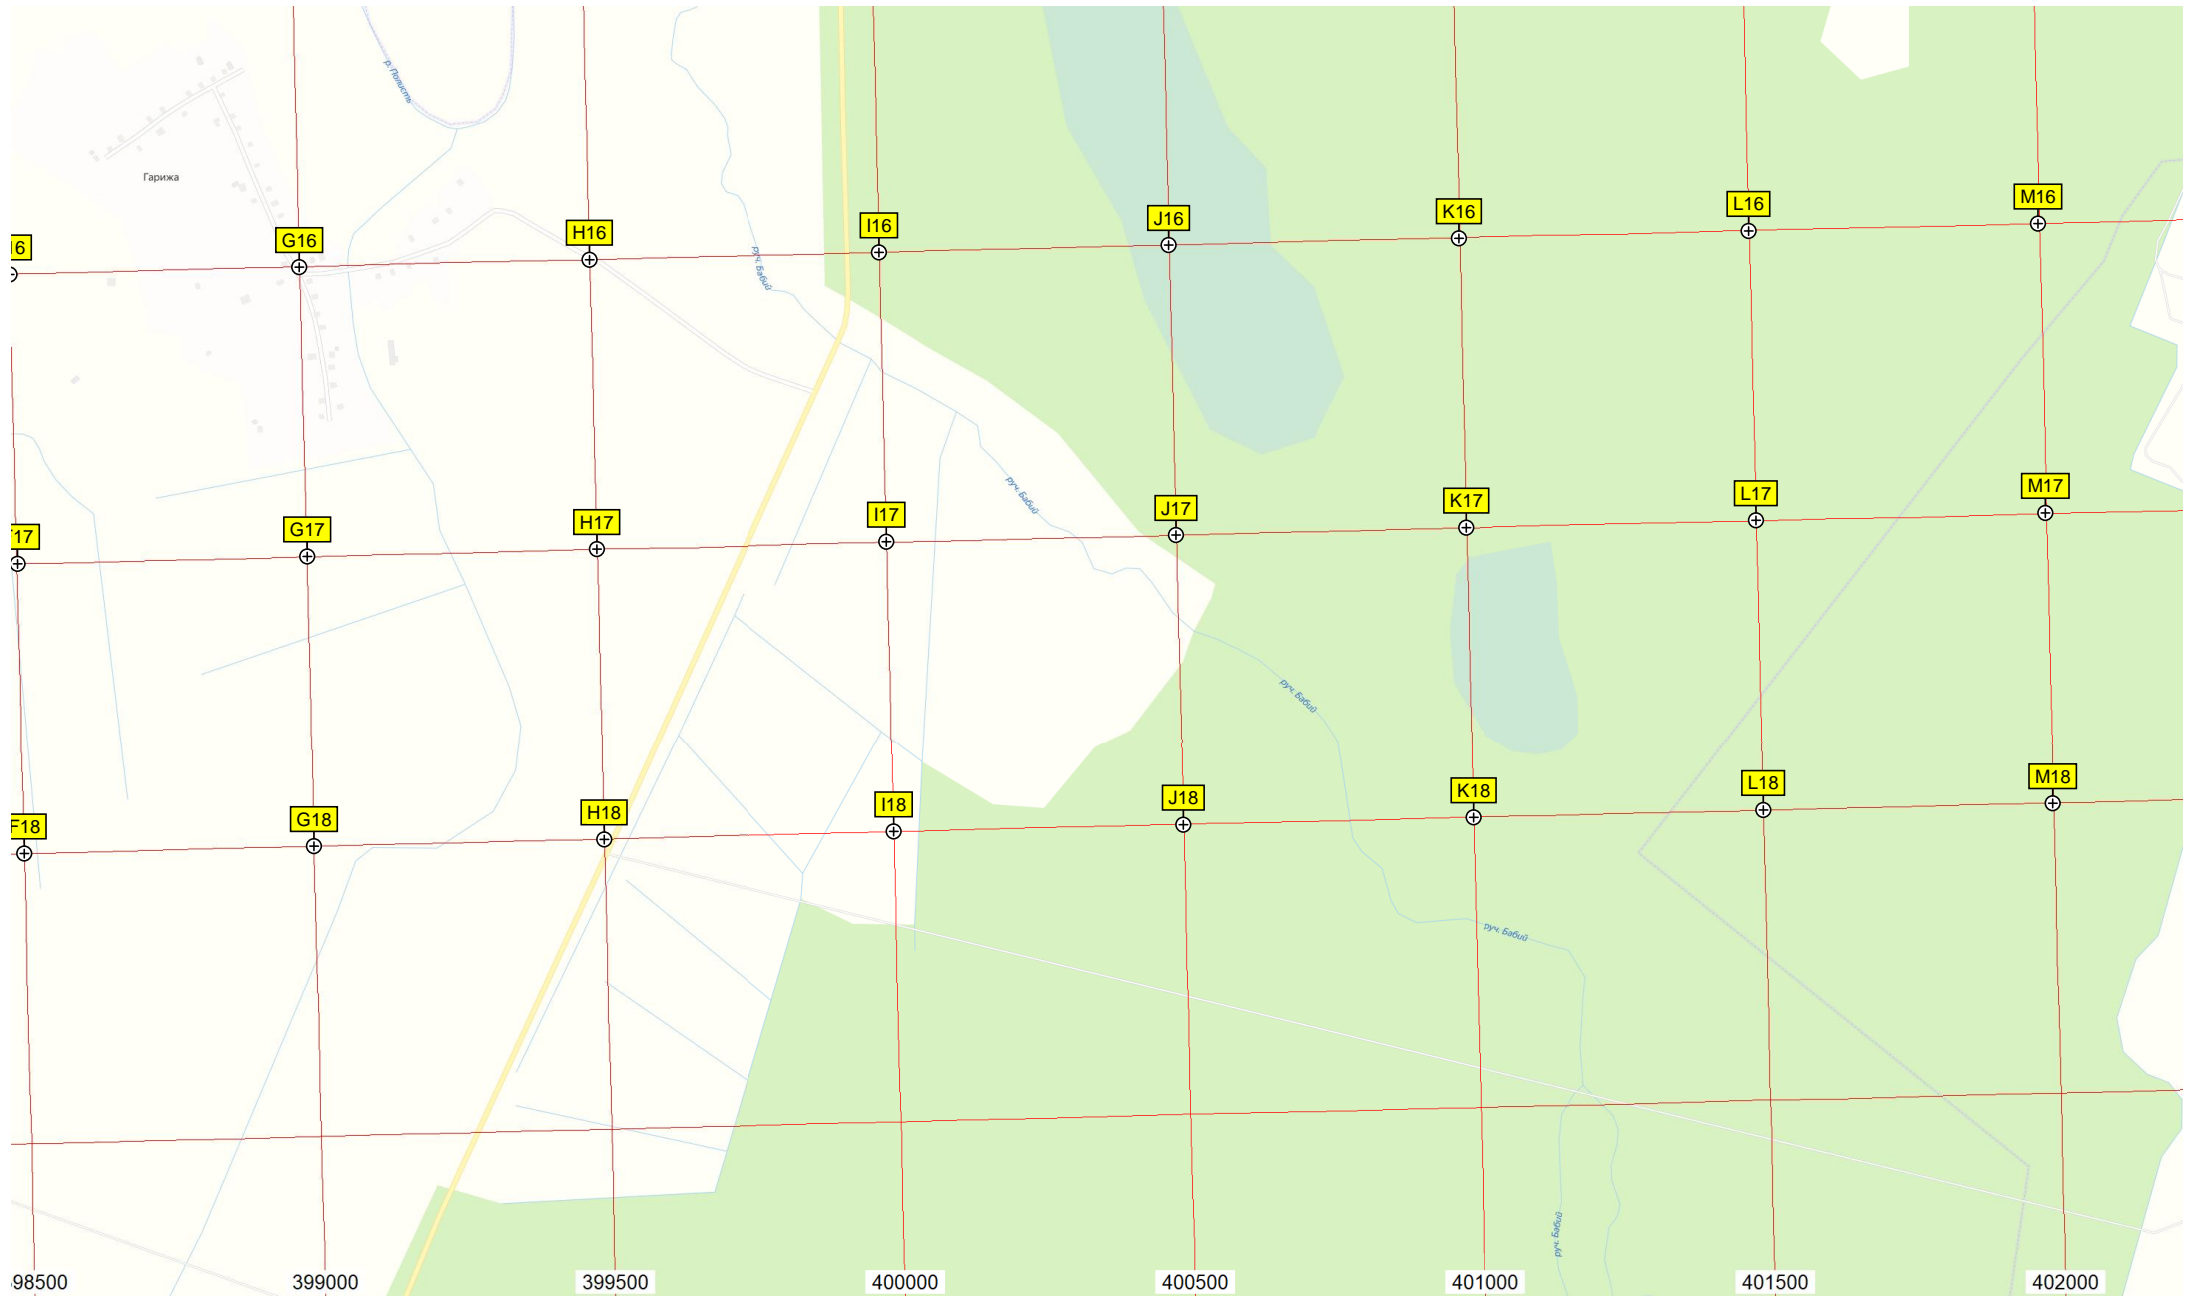 р. Полисть
Гарижа
16
G16
H16
I16
J16
K16
L16
M16
руч. Бабий
17
G17
H17
I17
J17
K17
L17
M17
руч. Бабий
руч. Бабий
F18
G18
H18
I18
J18
K18
L18
M18
руч. Бабий
руч. Бабий
98500
399000
399500
400000
400500
401000
401500
402000